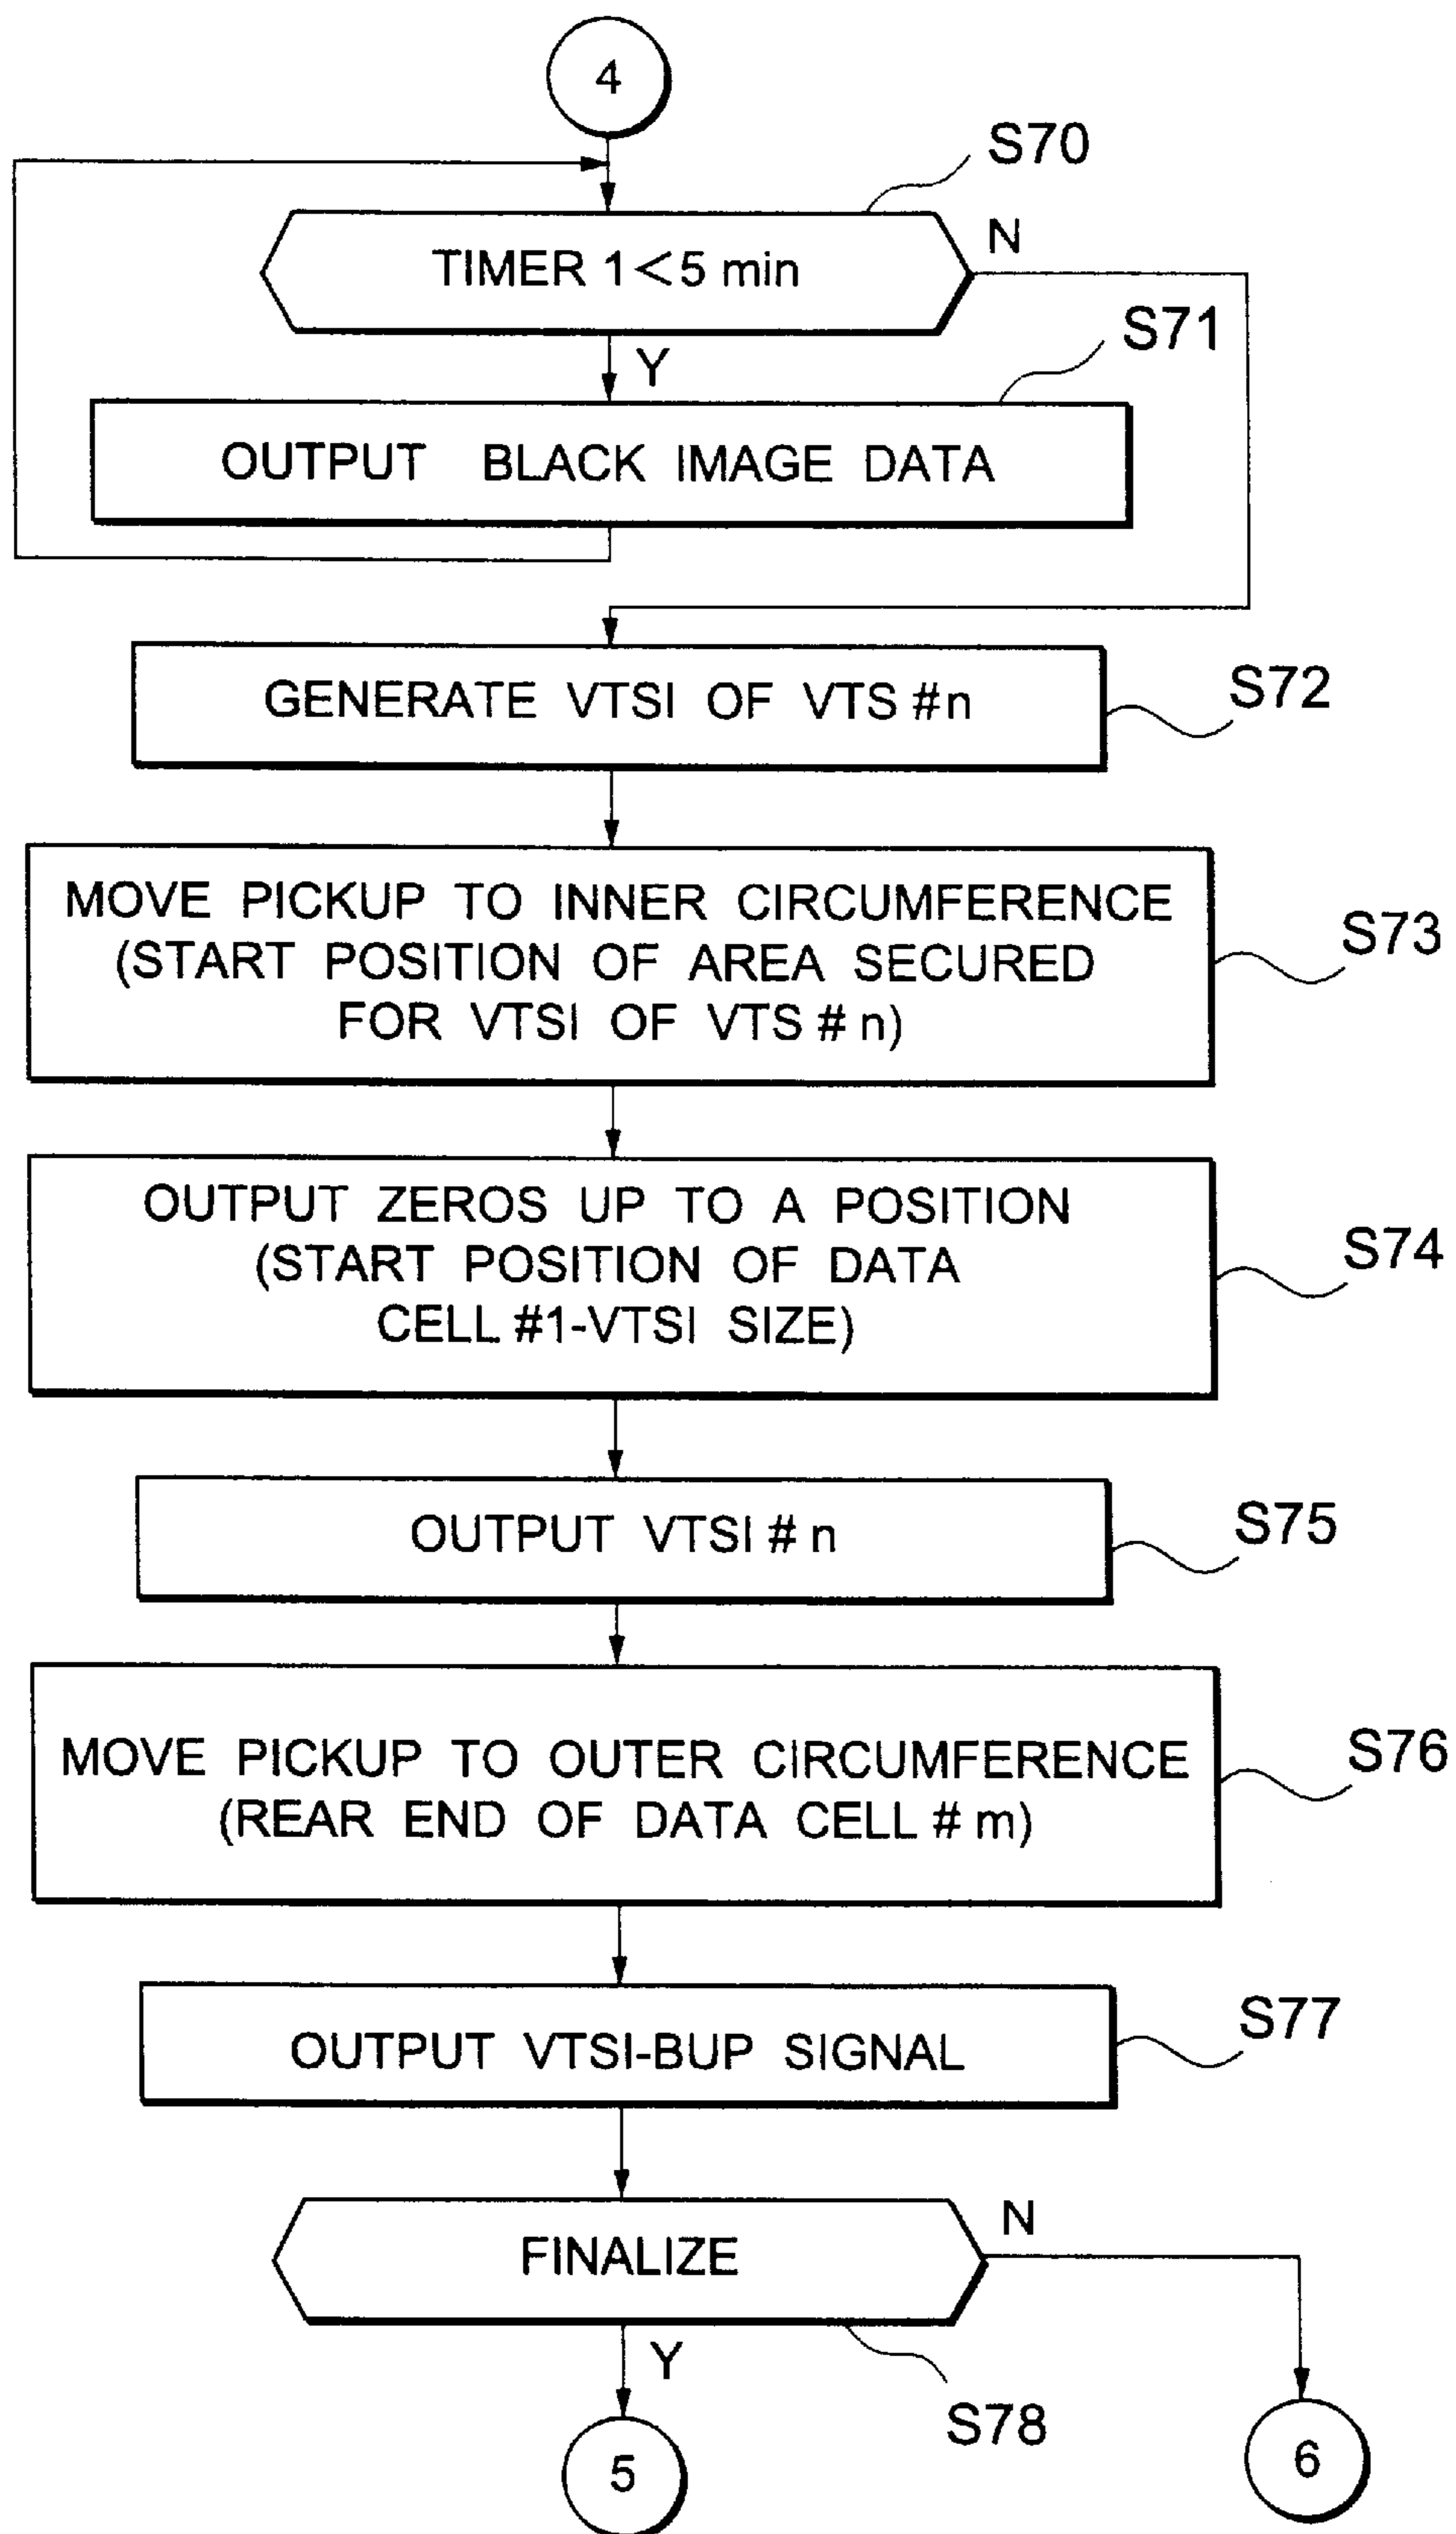 4
S70
TIMER 1<5 min
N
Y
S71
OUTPUT BLACK IMAGE DATA
GENERATE VTSI OF VTS #n
S72
MOVE PICKUP TO INNER CIRCUMFERENCE
(START POSITION OF AREA SECURED
FOR VTSI OF VTS # n)
S73
OUTPUT ZEROS UP TO A POSITION
(START POSITION OF DATA
CELL #1-VTSI SIZE)
S74
OUTPUT VTSI # n
S75
MOVE PICKUP TO OUTER CIRCUMFERENCE
(REAR END OF DATA CELL # m)
S76
OUTPUT VTSI-BUP SIGNAL
S77
FINALIZE
N
Y
S78
5
6